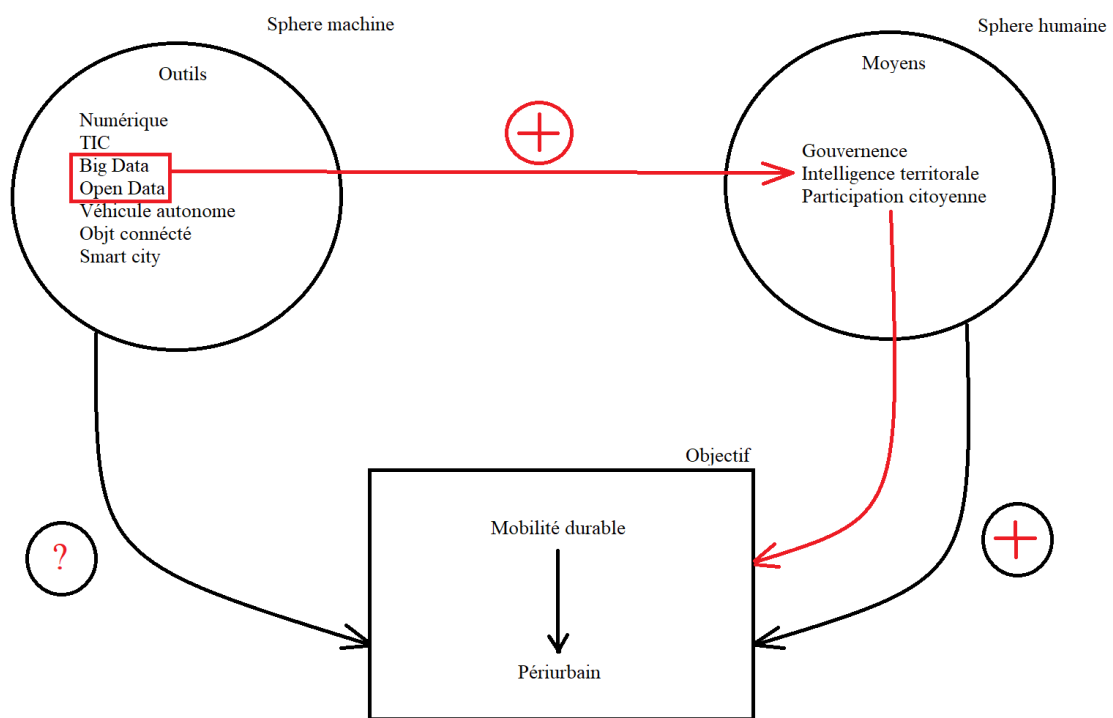 Sphere machine
Sphere humaine
Outils
Moyens
Numérique
TIC
Big Data
Open Data
Véhicule autonome
Objt connécté
Smart city
Gouvernence
Intelligence territorale
Participation citoyenne
Objectif
Mobilité durable
Périurbain
?